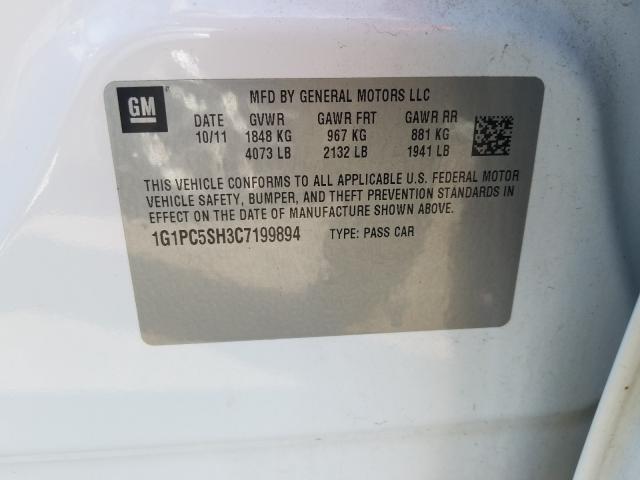 GM
MFD BY GENERAL MOTORS LLC
DATE GVWR GAWR FRT GAWR RR
10/11 1848 KG 967 KG 881 KG
4073 LB 2132 LB 1941 LB
THIS VEHICLE CONFORMS TO ALL APPLICABLE U.S. FEDERAL MOTOR
VEHICLE SAFETY, BUMPER, AND THEFT PREVENTION STANDARDS IN
EFFECT ON THE DATE OF MANUFACTURE SHOWN ABOVE.
1G1PC5SH3C7199894 TYPE: PASS CAR